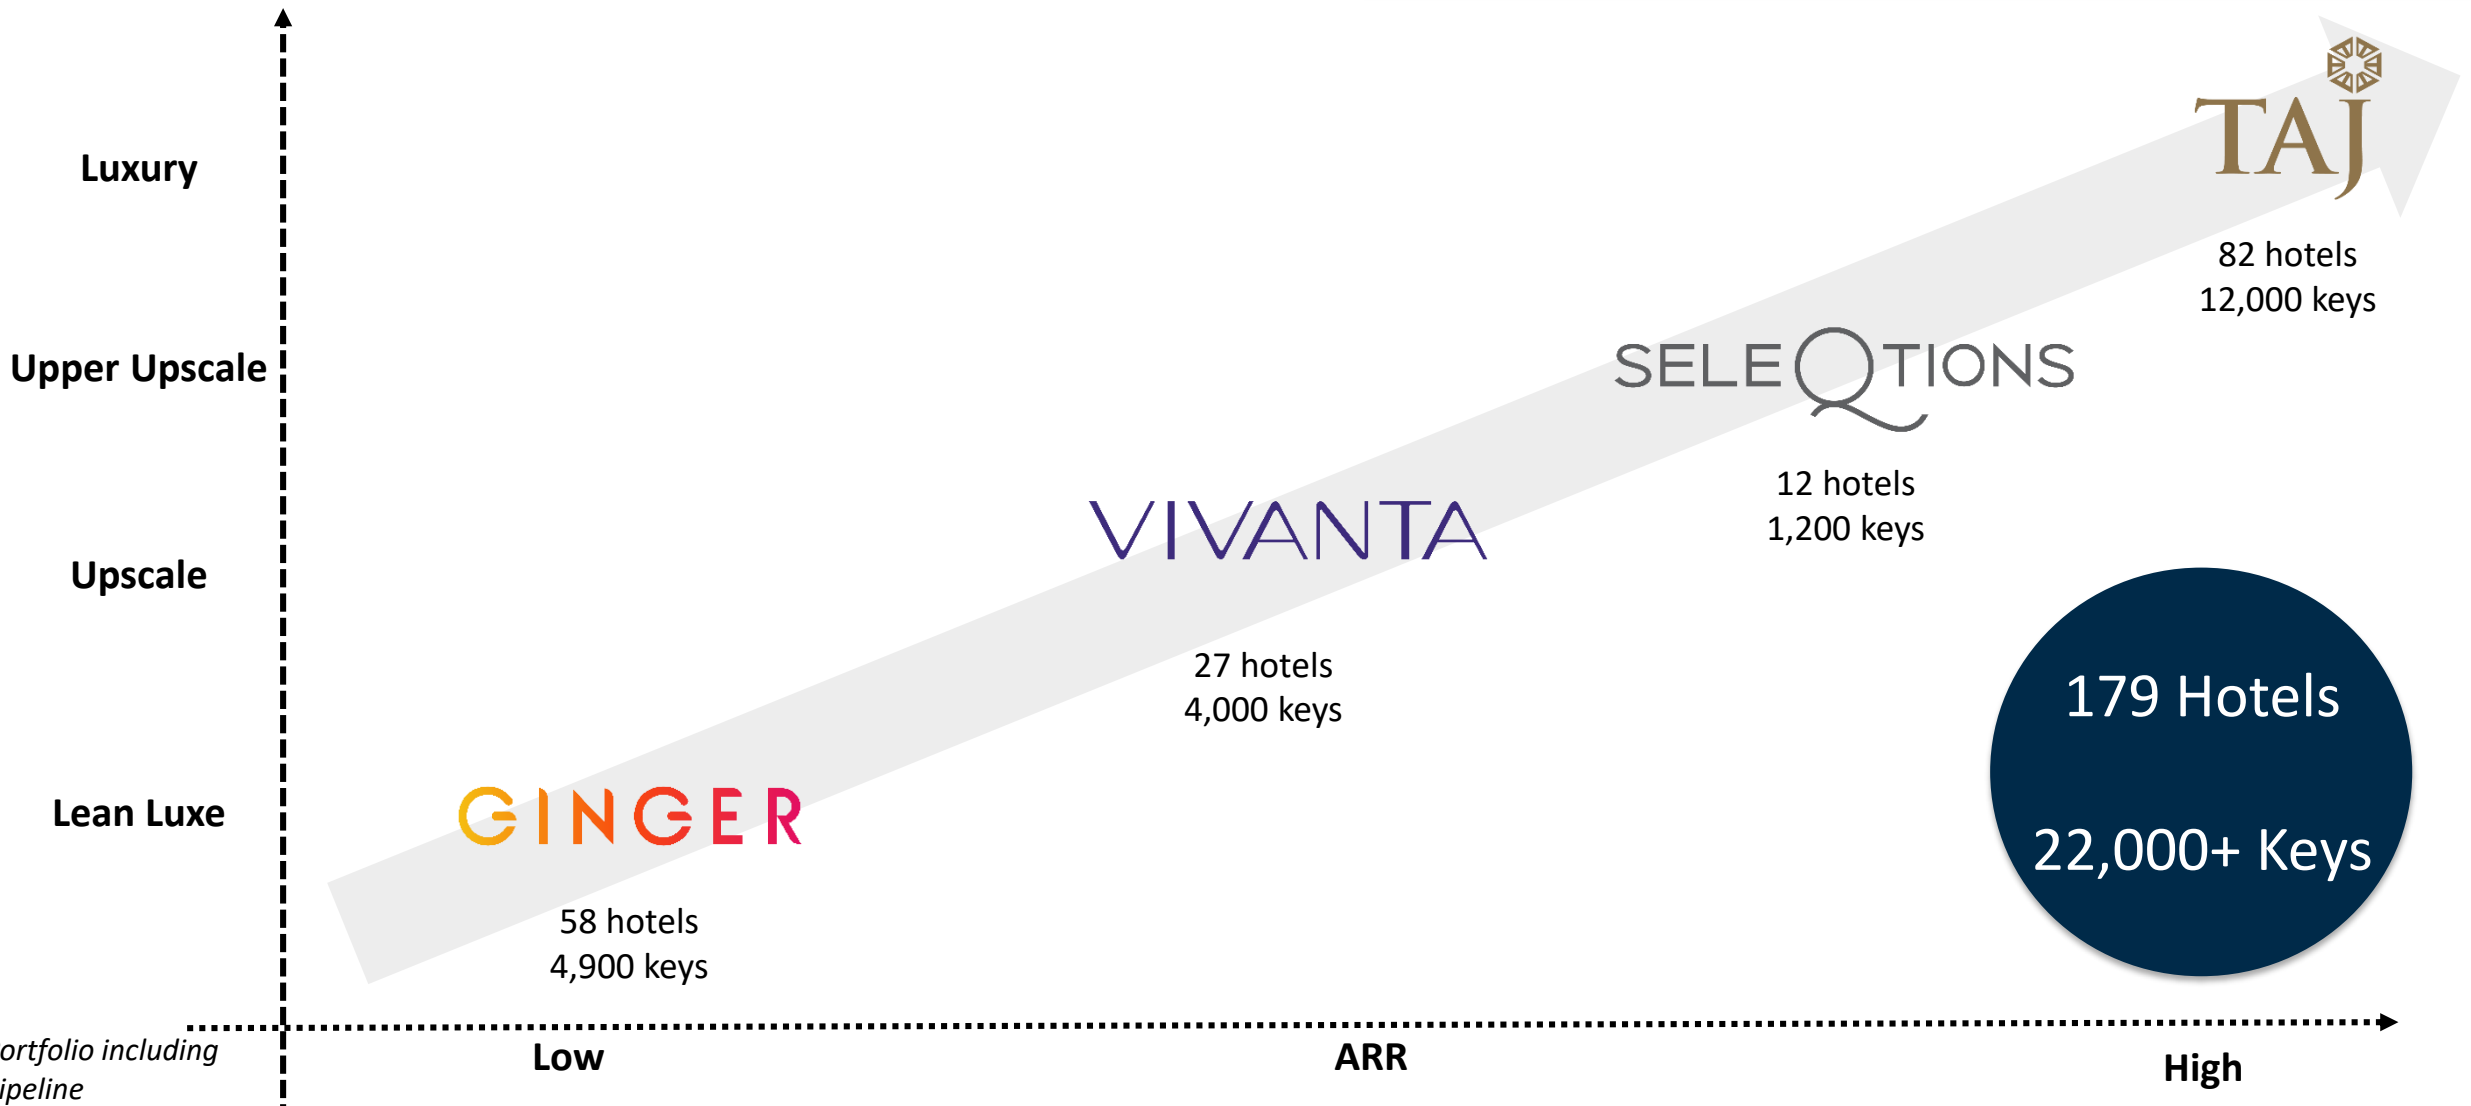 Luxury
TAJ
82 hotels
12,000 keys
Upper Upscale
SELEQTIONS
12 hotels
1,200 keys
VIVANTA
Upscale
27 hotels
4,000 keys
179 Hotels
22,000+ Keys
Lean Luxe
GINGER
58 hotels
4,900 keys
Low
ARR
High
ortfolio including
ipeline